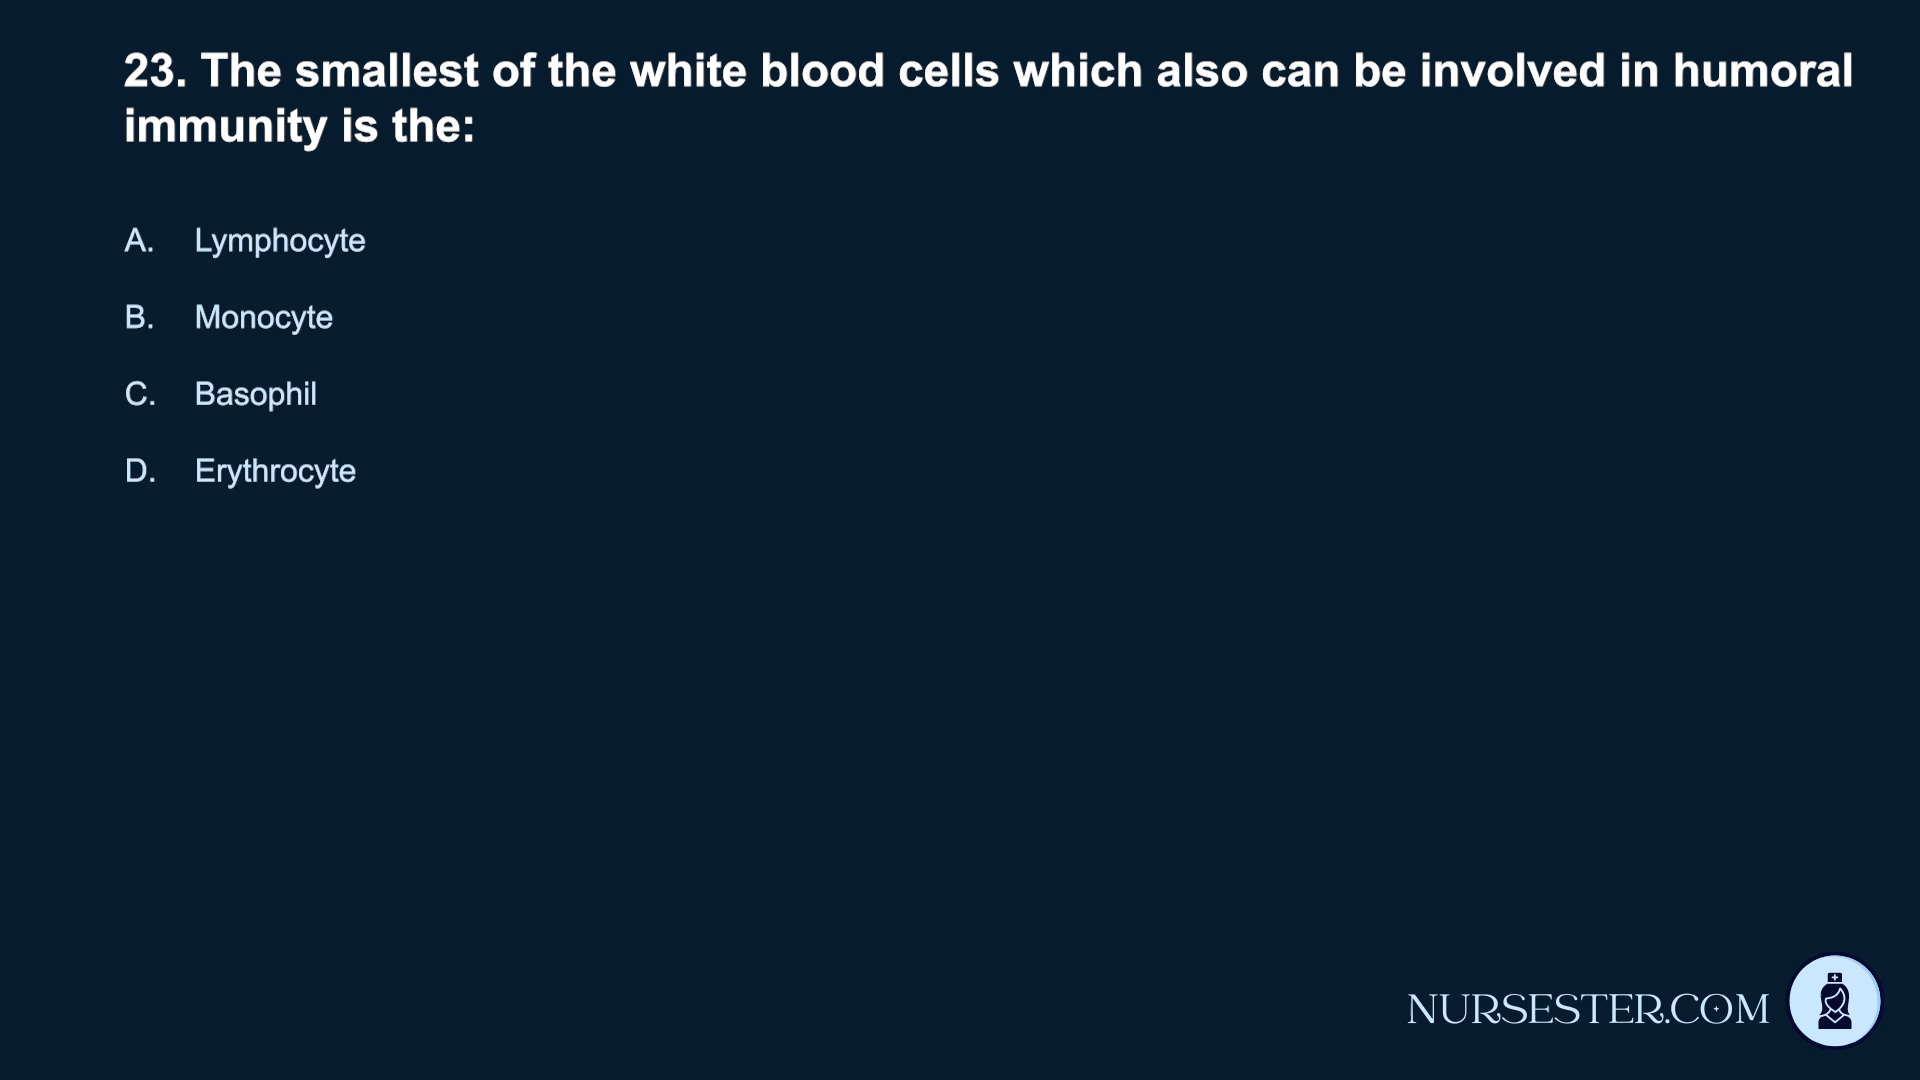 23. The smallest of the white blood cells which also can be involved in humoral
immunity is the:
A. Lymphocyte
B. Monocyte
C. Basophil
D. Erythrocyte
NURSESTER.COM